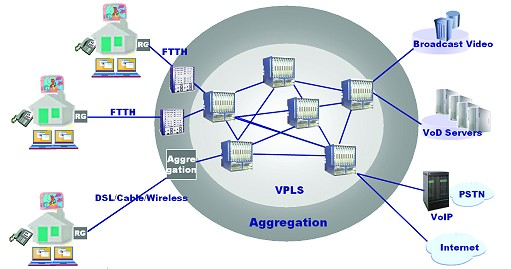 RG
FTTH
Broadcast Video
RG
FTTH
VoD Servers
Aggre
gation
VPLS
DSL/Cable/Wireless
PSTN
VoIP
Aggregation
RG
Internet